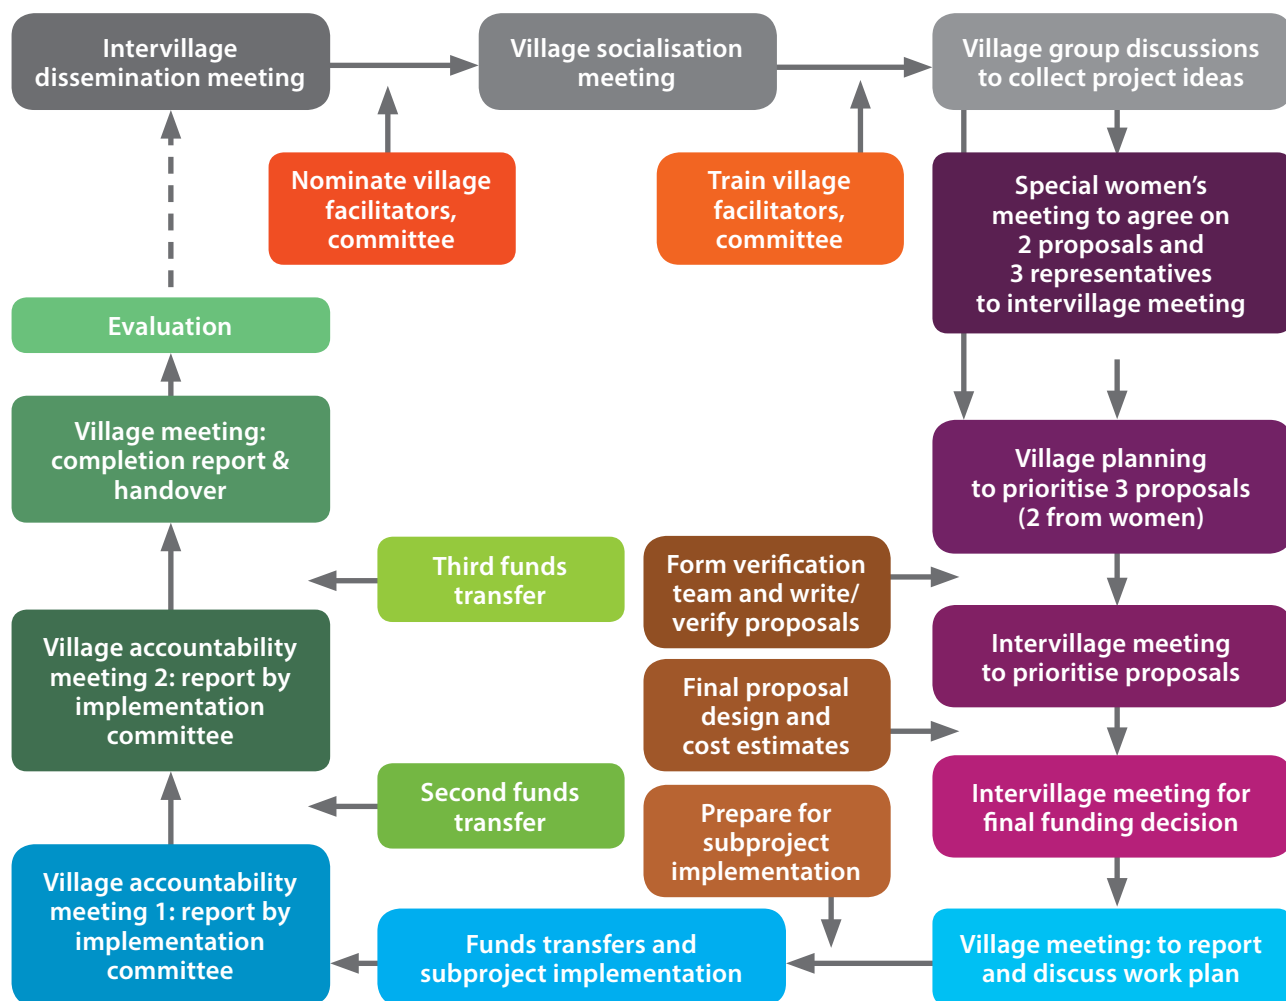 Intervillage
dissemination meeting
Village socialisation
meeting
Village group discussions
to collect project ideas
Nominate village
facilitators,
committee
Train village
facilitators,
committee
Special women’s
meeting to agree on
2 proposals and
3 representatives
to intervillage meeting
Evaluation
Village meeting:
completion report &
handover
Village planning
to prioritise 3 proposals
(2 from women)
Third funds
transfer
Form verification
team and write/
verify proposals
Village accountability
meeting 2: report by
implementation
committee
Intervillage meeting
to prioritise proposals
Final proposal
design and
cost estimates
Second funds
transfer
Intervillage meeting for
final funding decision
Prepare for
subproject
implementation
Village accountability
meeting 1: report by
implementation
committee
Funds transfers and
subproject implementation
Village meeting: to report
and discuss work plan